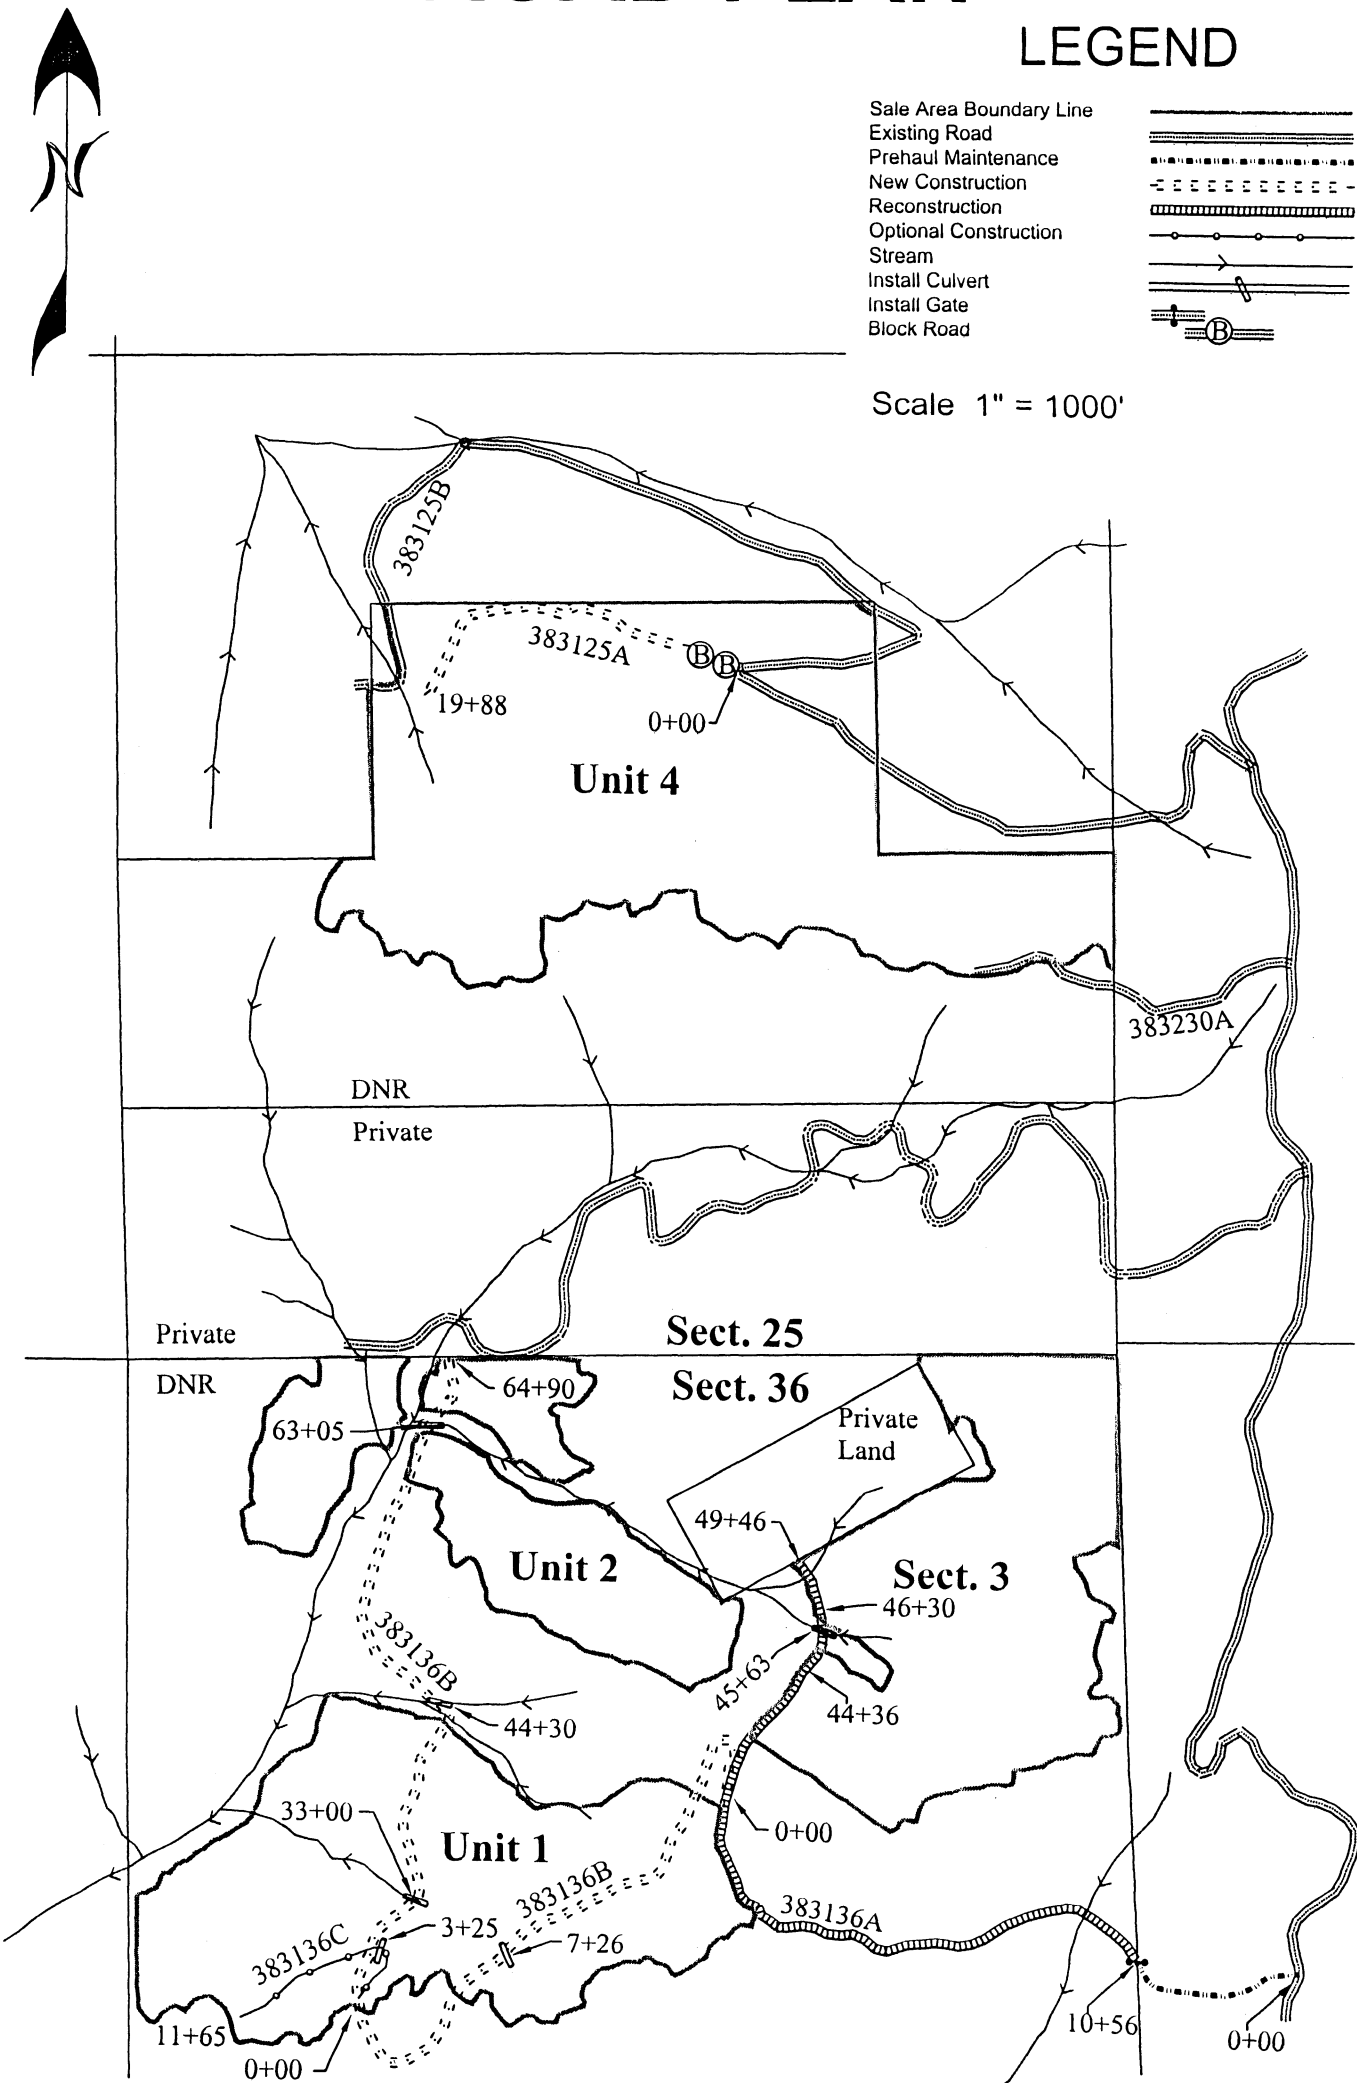 LEGEND
Sale Area Boundary Line
Existing Road
Prehaul Maintenance
New Construction
Reconstruction
Optional Construction
Stream
Install Culvert
Install Gate
Block Road
B
N
Scale 1" = 1000'
383125B
383125A
B
B
19+88
0+00
Unit 4
383230A
DNR
Private
Private
Sect. 25
DNR
64+90
Sect. 36
63+05
Private
Land
49+46
Unit 2
Sect. 3
46+30
383136B
45+63
44+30
44+36
33+00
0+00
Unit 1
383136B
383136A
3+25
383136C
7+26
11+65
10+56
0+00
0+00